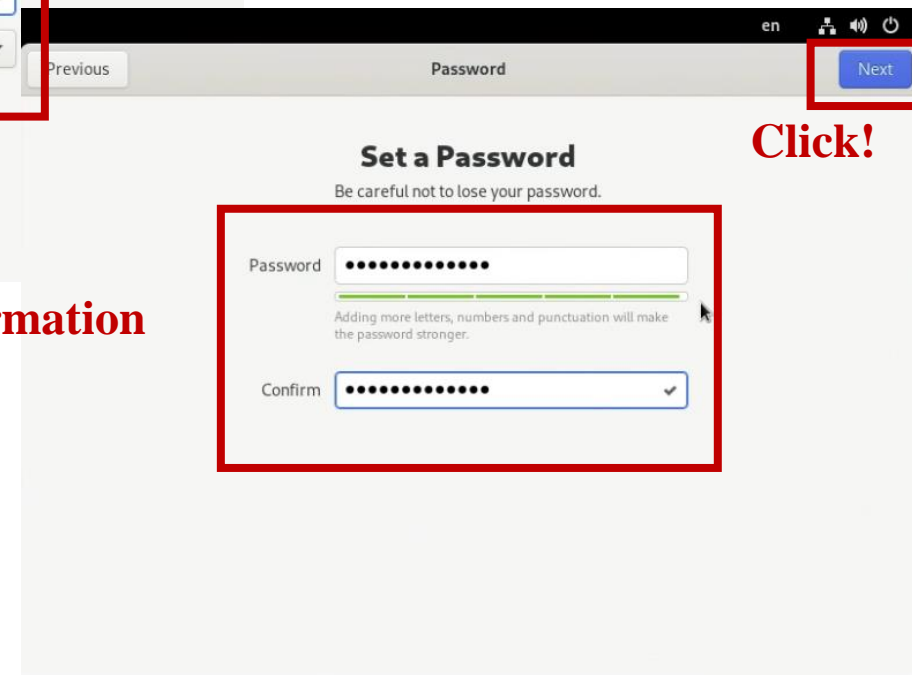 en
Previous
Password
Next
Click!
Set a Password
Be careful not to lose your password.
Password
Adding more letters, numbers and punctuation will make
the password stronger.
rmation
Confirm